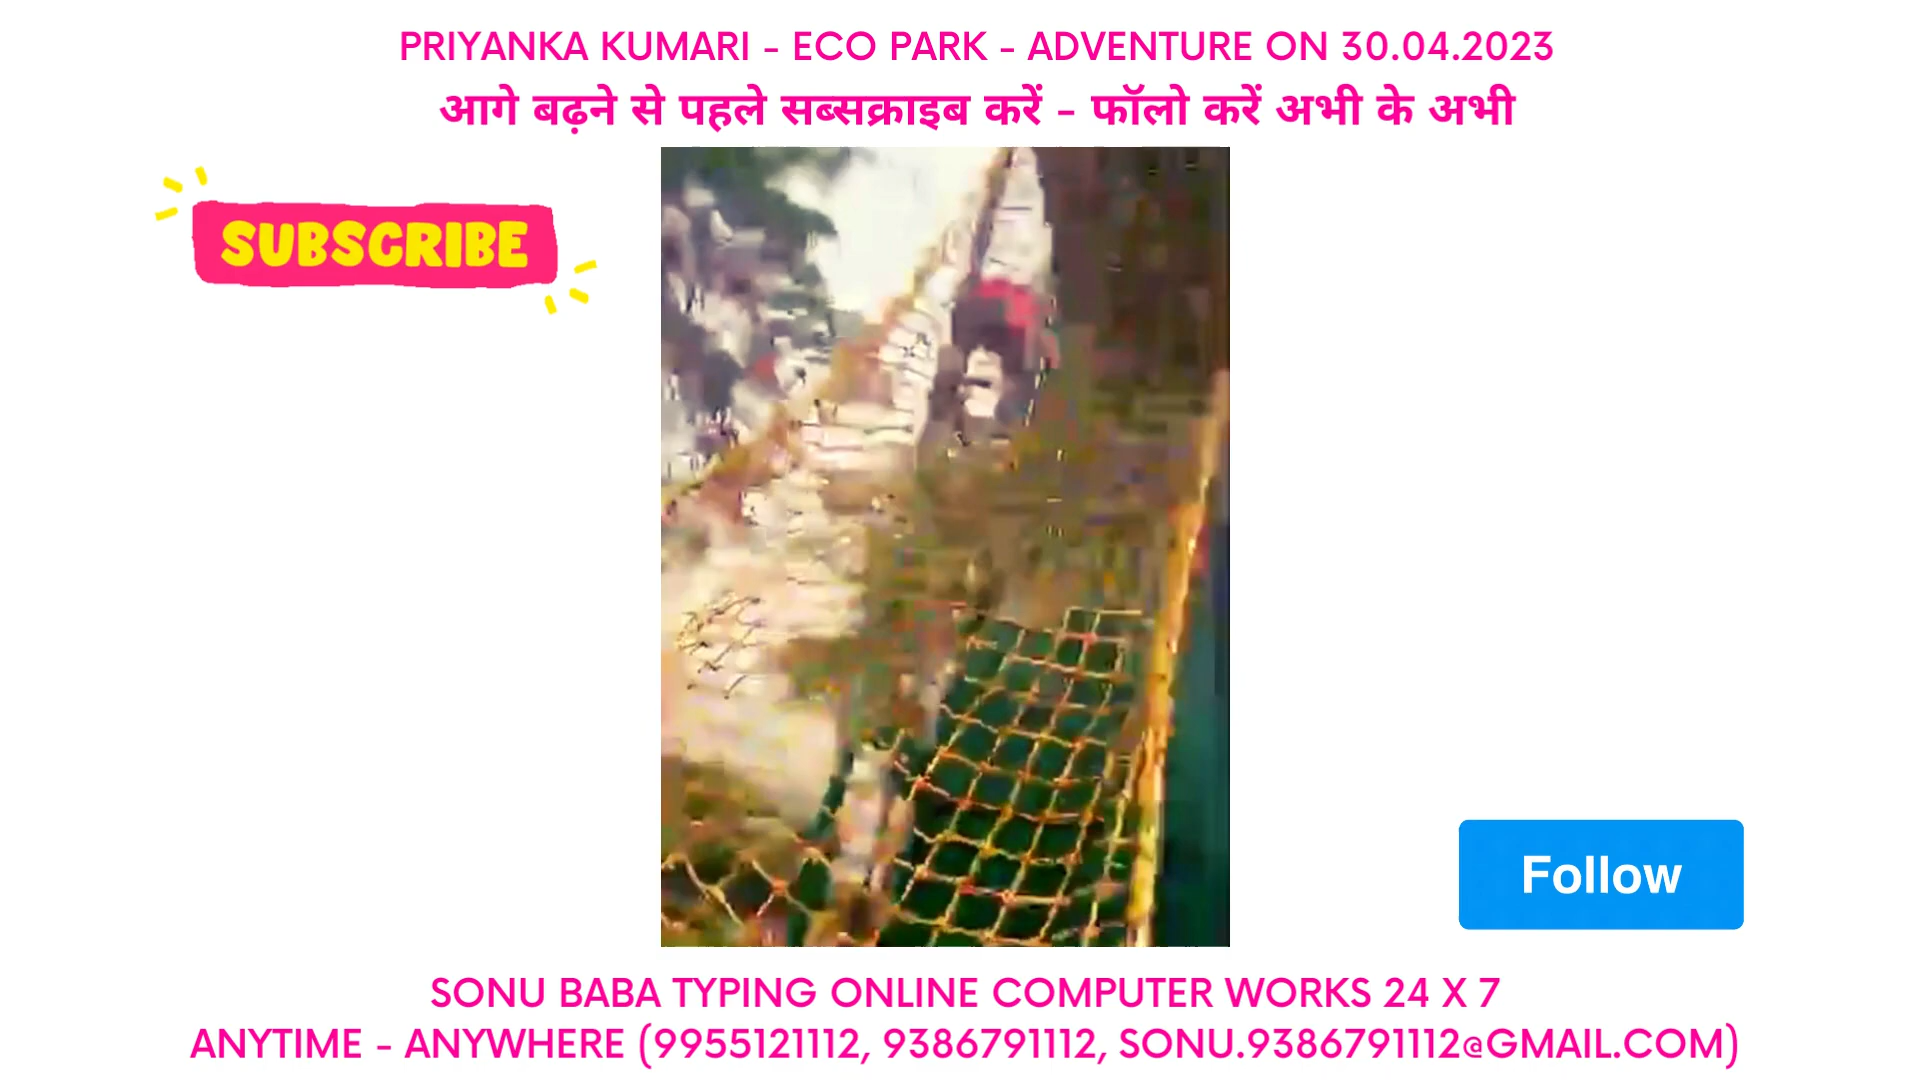 PRIYANKA KUMARI - ECO PARK - ADVENTURE ON 30.04.2023
आगे बढ़ने से पहले सब्सक्राइब करें - फॉलो करें अभी के अभी
SUBSCRIBE
Follow
SONU BABA TYPING ONLINE COMPUTER WORKS 24 X 7
ANYTIME - ANYWHERE (9955121112, 9386791112, SONU.9386791112@GMAIL.COM)